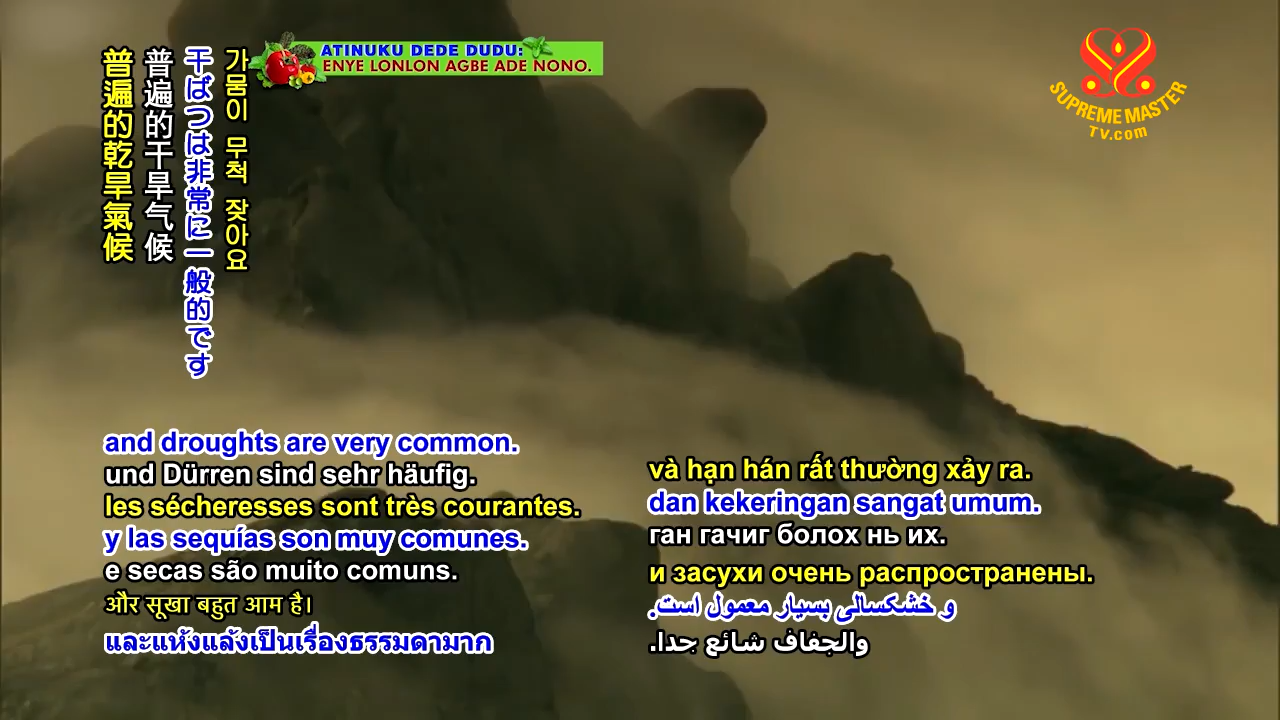 ATINUKU DEDE DUDU:
ENYE LONLON AGBE ADE NONO.
SUPREME MASTER
TV.com
가뭄이 무척 잦아요
干ばつは非常に一般的です
普遍的干旱气候
普遍的乾旱氣候
and droughts are very common.
und Dürren sind sehr häufig.
les sécheresses sont très courantes.
y las sequías son muy comunes.
e secas são muito comuns.
और सूखा बहुत आम है।
และแห้งแล้งเป็นเรื่องธรรมดามาก
và hạn hán rất thường xảy ra.
dan kekeringan sangat umum.
ган гачиг болох нь их.
и засухи очень распространены.
و خشکسالی بسیار معمول است.
والجفاف شائع جدا.